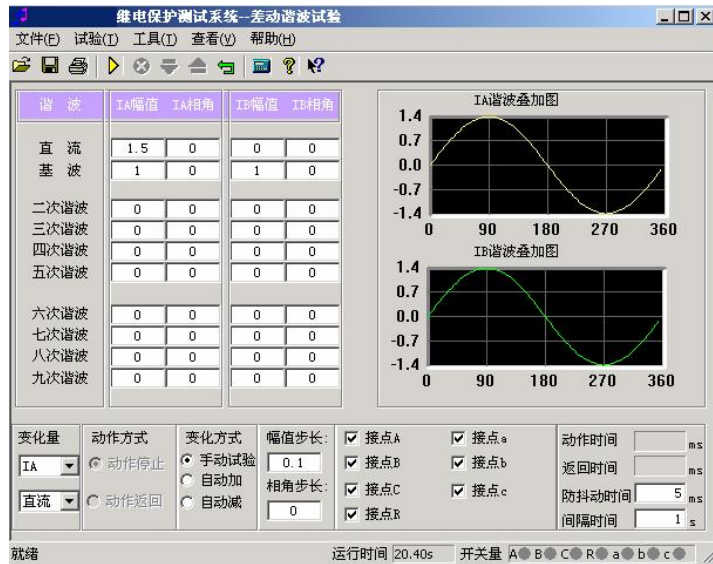 继电保护测试系统--差动谐波试验
文件(F) 试验(T) 工具(T) 查看(V) 帮助(H)
谐 波 IA幅值 IA相角 IB幅值 IB相角
直 流 1.5 0 0 0
基 波 1 0 1 0
二次谐波 0 0 0 0
三次谐波 0 0 0 0
四次谐波 0 0 0 0
五次谐波 0 0 0 0
六次谐波 0 0 0 0
七次谐波 0 0 0 0
八次谐波 0 0 0 0
九次谐波 0 0 0 0
IA谐波叠加图
1.4
0.7
0.0
-0.7
-1.4
0 90 180 270 360
IB谐波叠加图
1.4
0.7
0.0
-0.7
-1.4
0 90 180 270 360
变化量
IA
直流
动作方式
动作停止
动作返回
变化方式
手动试验
自动加
自动减
幅值步长:
0.1
相角步长:
0
接点A 接点a
接点B 接点b
接点C 接点c
接点R
动作时间 ms
返回时间 ms
防抖动时间 5 ms
间隔时间 1 s
就绪 运行时间 20.40s 开关量 A B C R a b c